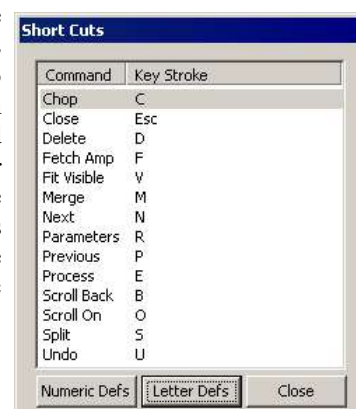 Short Cuts
Command Key Stroke
Chop C
Close Esc
Delete D
Fetch Amp F
Fit Visible V
Merge M
Next N
Parameters R
Previous P
Process E
Scroll Back B
Scroll On O
Split S
Undo U
Numeric Defs Letter Defs Close